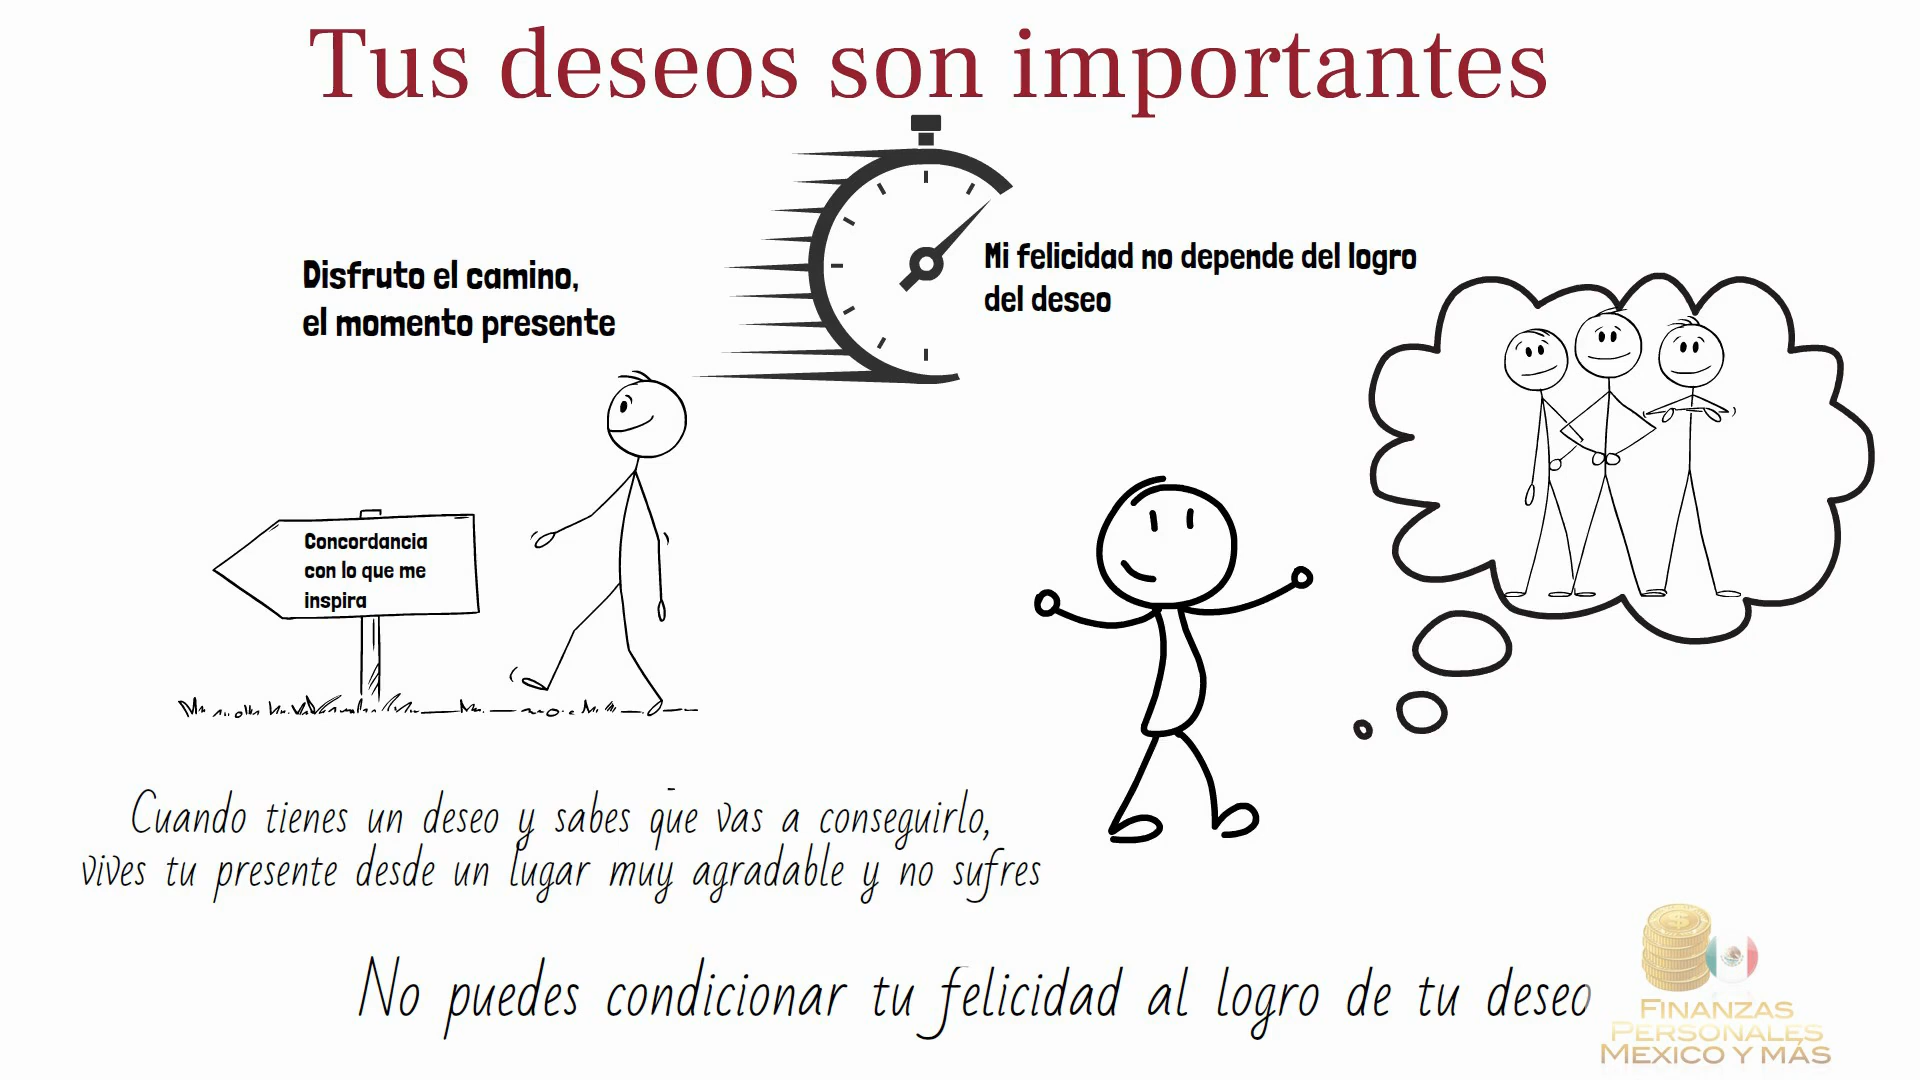 Tus deseos son importantes
Disfruto el camino,
el momento presente
Mi felicidad no depende del logro
del deseo
Concordancia
con lo que me
inspira
Cuando tienes un deseo y sabes que vas a conseguirlo,
vives tu presente desde un lugar muy agradable y no sufres
No puedes condicionar tu felicidad al logro de tu deseo
FINANZAS
PERSONALES
MEXICO Y MÁS